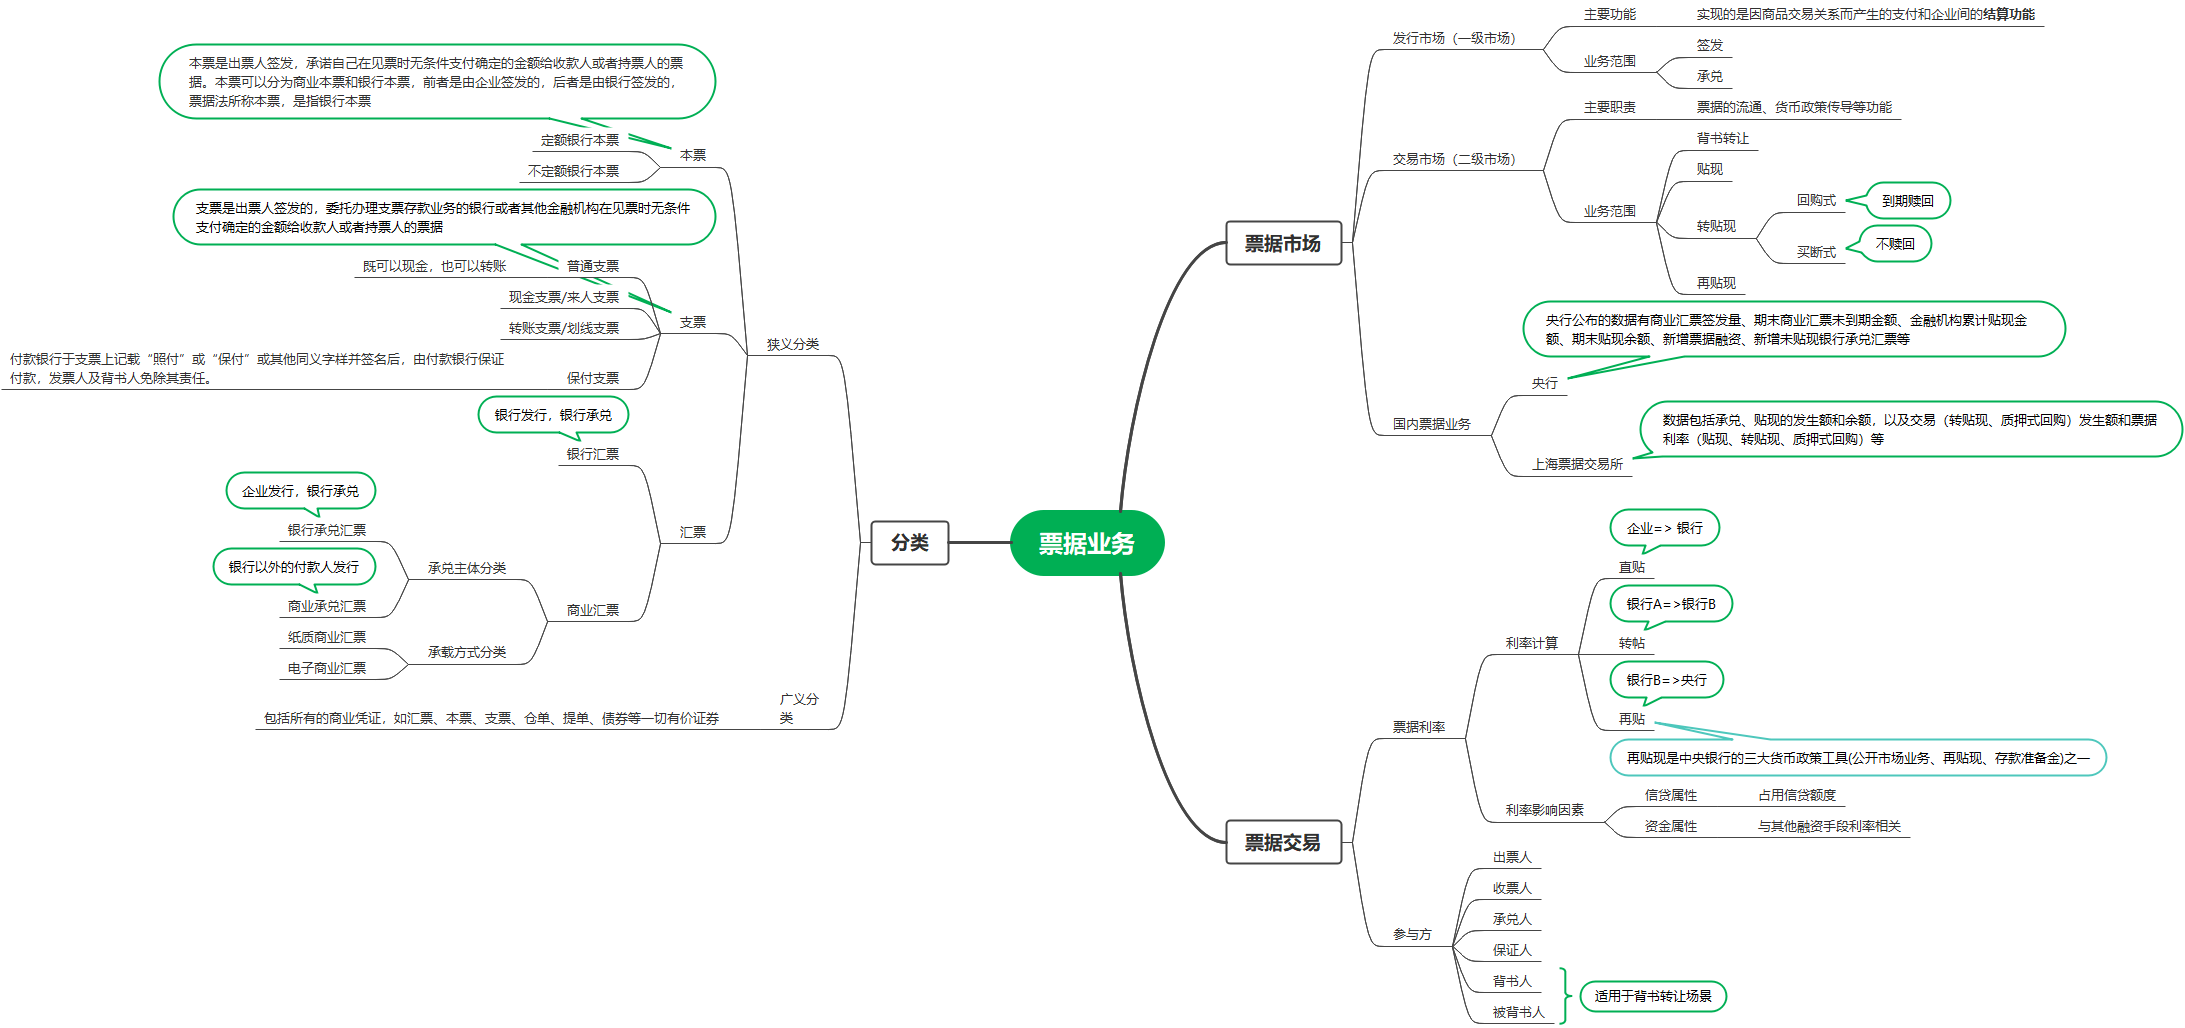 票据业务
票据市场
发行市场（一级市场）
主要功能
实现的是因商品交易关系而产生的支付和企业间的结算功能
业务范围
签发
承兑
交易市场（二级市场）
主要职责
票据的流通、货币政策传导等功能
业务范围
背书转让
贴现
转贴现
回购式
到期赎回
买断式
不赎回
再贴现
国内票据业务
央行
央行公布的数据有商业汇票签发量、期末商业汇票未到期金额、金融机构累计贴现金
额、期末贴现余额、新增票据融资、新增未贴现银行承兑汇票等
上海票据交易所
数据包括承兑、贴现的发生额和余额，以及交易（转贴现、质押式回购）发生额和票据
利率（贴现、转贴现、质押式回购）等
票据交易
票据利率
利率计算
企业=> 银行
直贴
银行A=>银行B
转帖
银行B=>央行
再贴
再贴现是中央银行的三大货币政策工具(公开市场业务、再贴现、存款准备金)之一
利率影响因素
信贷属性
占用信贷额度
资金属性
与其他融资手段利率相关
参与方
出票人
收票人
承兑人
保证人
背书人
被背书人
适用于背书转让场景
分类
狭义分类
本票是出票人签发，承诺自己在见票时无条件支付确定的金额给收款人或者持票人的票
据。本票可以分为商业本票和银行本票，前者是由企业签发的，后者是由银行签发的，
票据法所称本票，是指银行本票
本票
定额银行本票
不定额银行本票
支票是出票人签发的，委托办理支票存款业务的银行或者其他金融机构在见票时无条件
支付确定的金额给收款人或者持票人的票据
支票
普通支票
既可以现金，也可以转账
现金支票/来人支票
转账支票/划线支票
保付支票
付款银行于支票上记载“照付”或“保付”或其他同义字样并签名后，由付款银行保证
付款，发票人及背书人免除其责任。
汇票
银行发行，银行承兑
银行汇票
商业汇票
承兑主体分类
企业发行，银行承兑
银行承兑汇票
银行以外的付款人发行
商业承兑汇票
承载方式分类
纸质商业汇票
电子商业汇票
广义分
类
包括所有的商业凭证，如汇票、本票、支票、仓单、提单、债券等一切有价证券